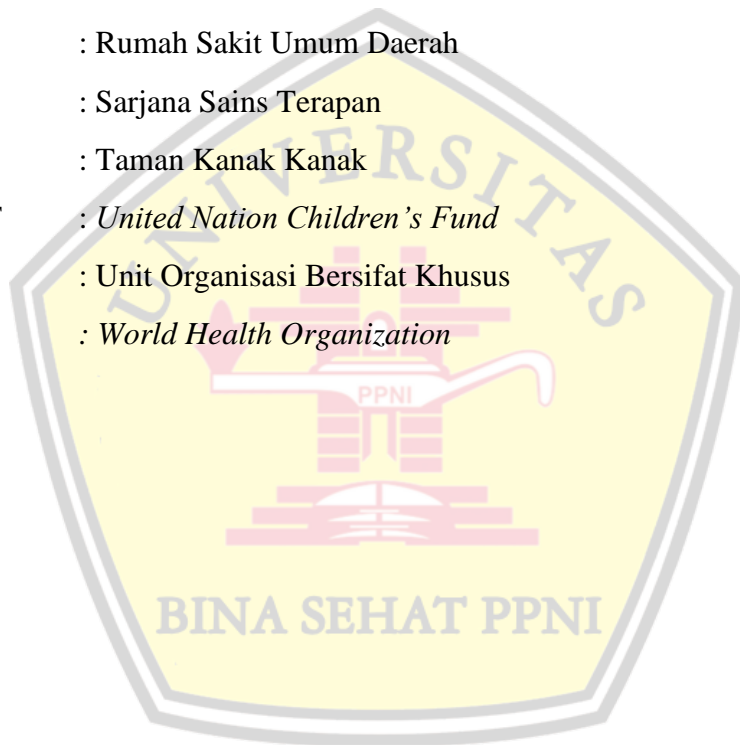 : Rumah Sakit Umum Daerah
: Sarjana Sains Terapan
: Taman Kanak Kanak
: United Nation Children’s Fund
: Unit Organisasi Bersifat Khusus
: World Health Organization
UNIVERSITAS
PPNI
BINA SEHAT PPNI